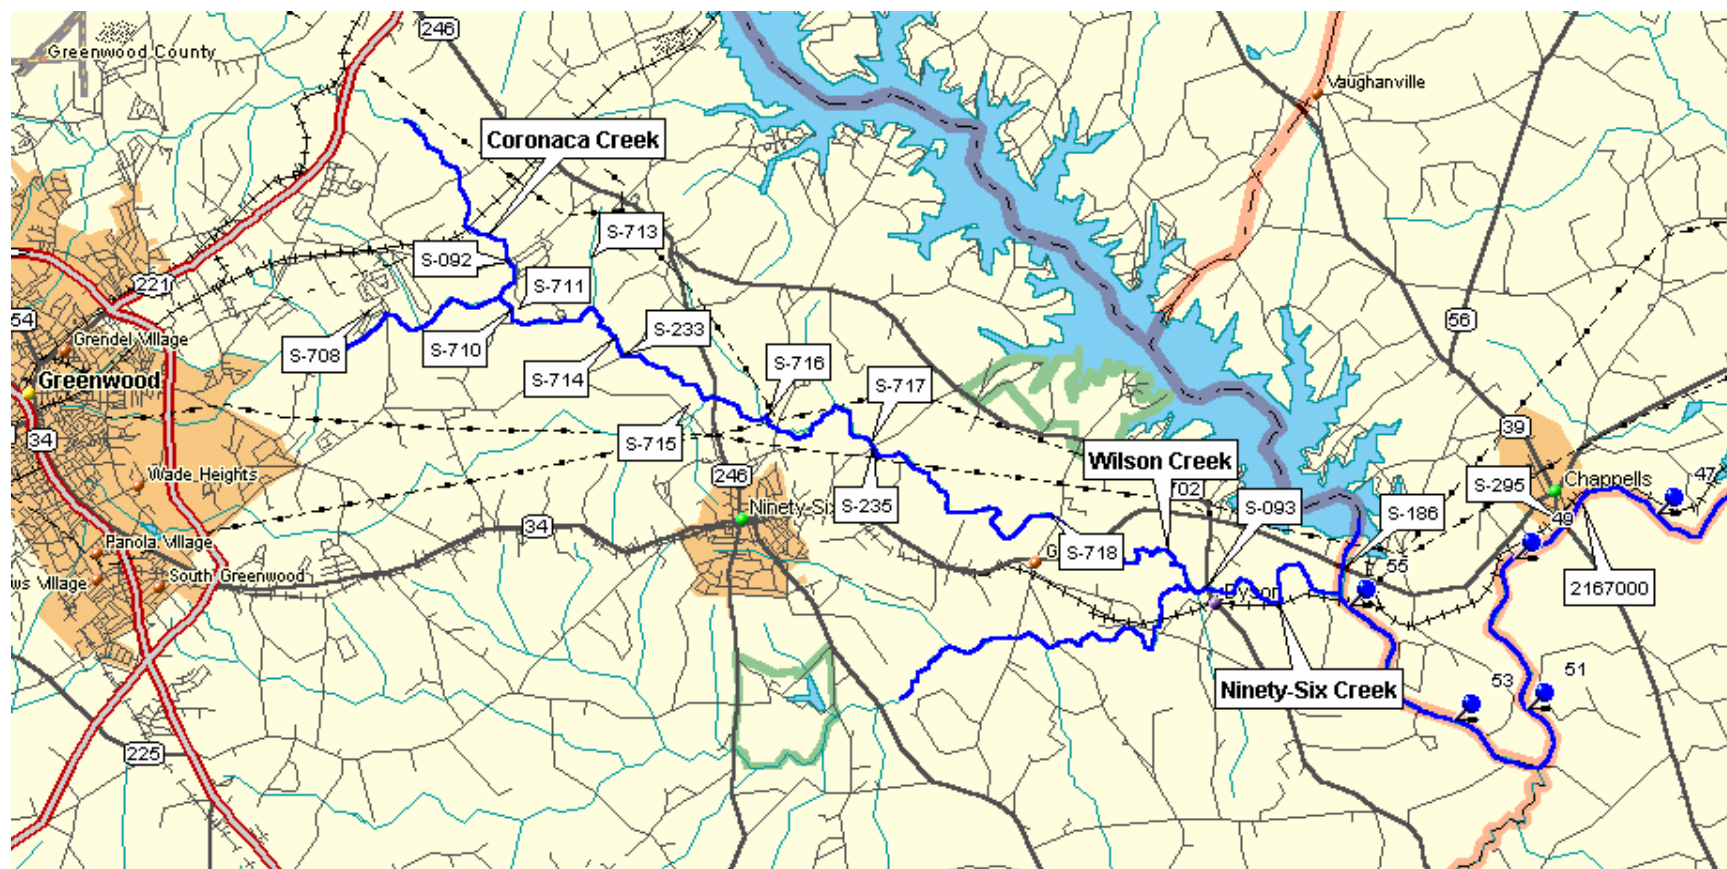 246
Greenwood County
Vaughanville
Coronaca Creek
S-713
S-092
221
S-711
54
56
S-233
Grendel Village
S-708
S-710
S-716
Greenwood
S-714
S-717
39
34
S-715
Wilson Creek
Wade Heights
246
702
S-295
Chappells
47
Ninety-Six
S-235
S-093
S-186
49
34
Panola Village
S-718
G
55
South Greenwood
ws Village
2167000
Dyson
53
51
Ninety-Six Creek
225